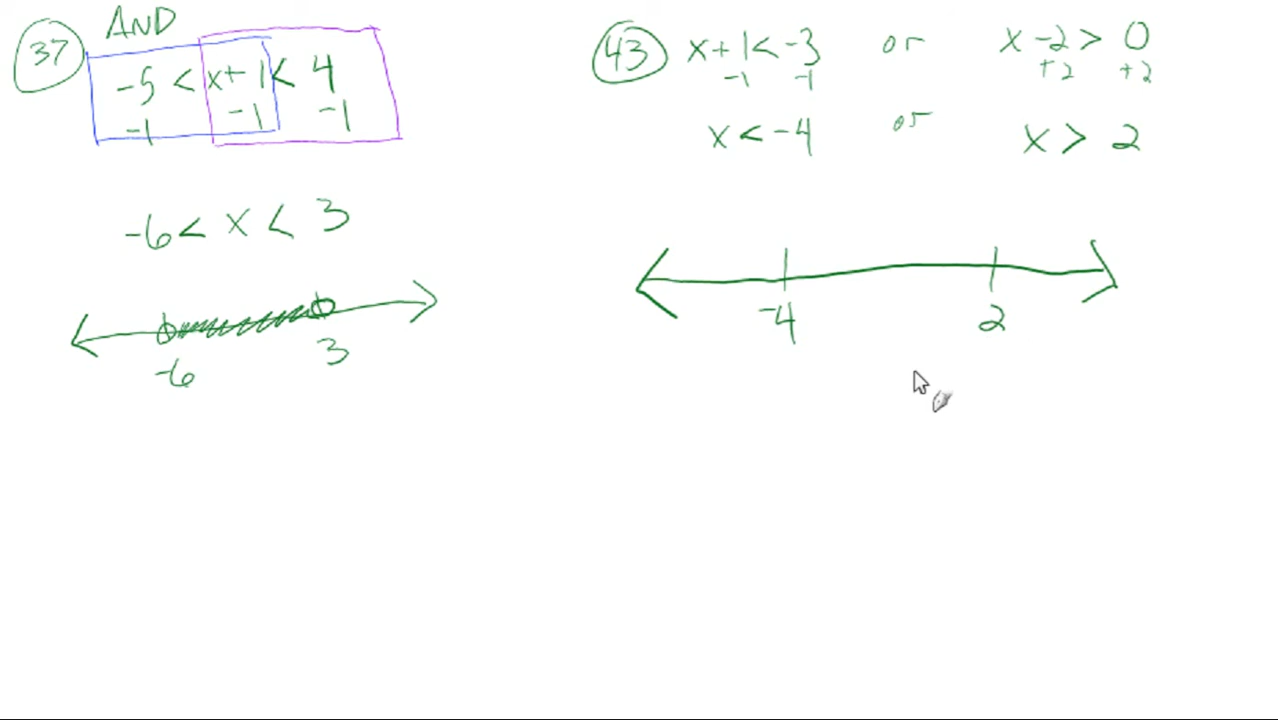 37 AND
-5 < x+1 < 4
-1 -1 -1
-6 < x < 3
-6 3
43 x+1 < -3 or x-2 > 0
-1 -1 +2 +2
x < -4 or x > 2
-4 2